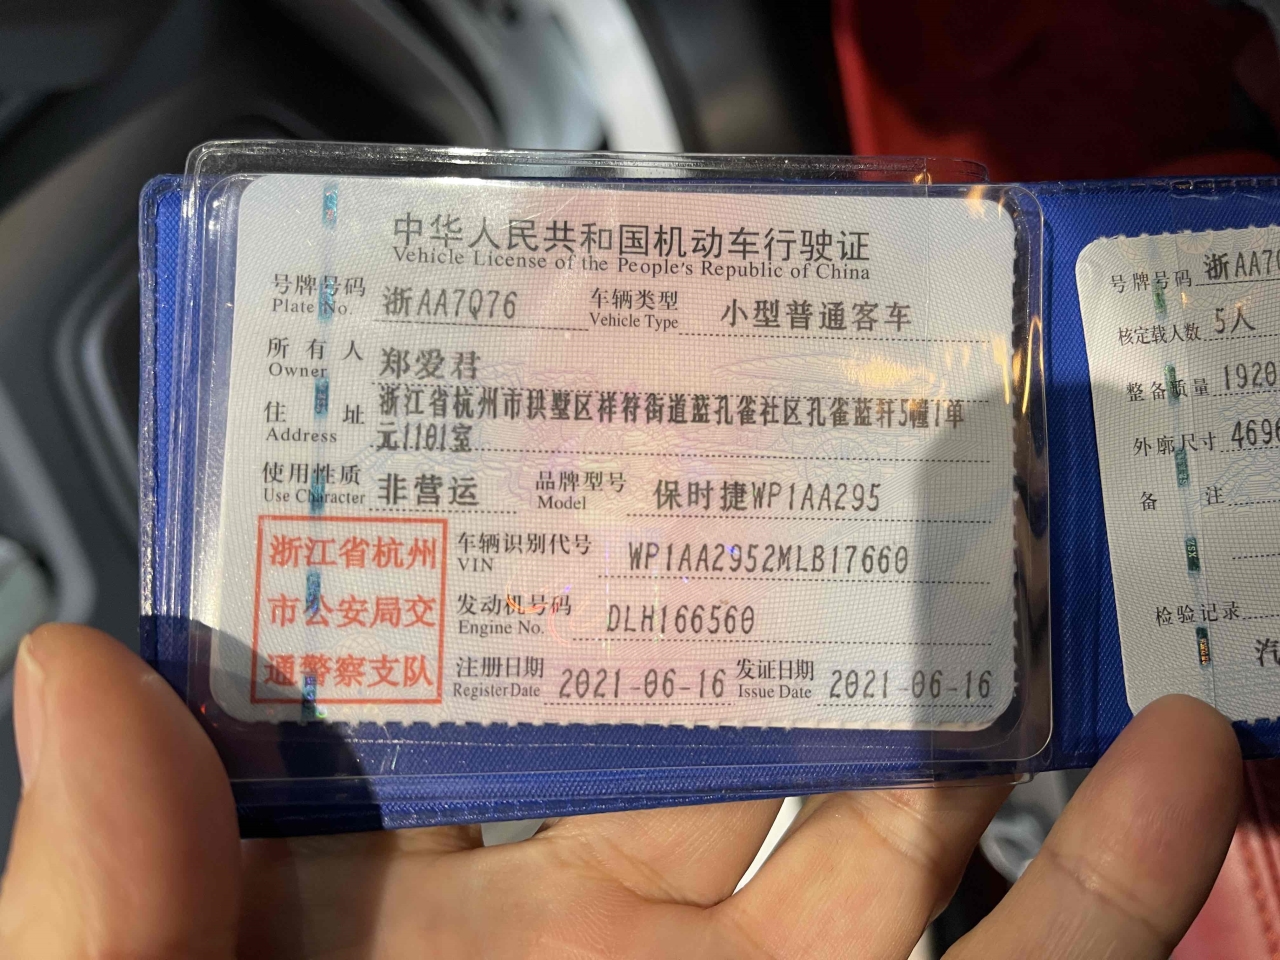 中华人民共和国机动车行驶证
Vehicle License of the People's Republic of China
号牌号码 浙AA7Q76 车辆类型 小型普通客车
Plate No. Vehicle Type
所有人 郑爱君
Owner
住址 浙江省杭州市拱墅区祥符街道蓝孔雀社区孔雀蓝轩5幢1单
Address 元1101室
使用性质 非营运 品牌型号 保时捷WP1AA295
Use Character Model
浙江省杭州
市公安局交
通警察支队
车辆识别代号 WP1AA2952MLB17660
VIN
发动机号码 DLH166560
Engine No.
注册日期 2021-06-16 发证日期 2021-06-16
Register Date Issue Date
号牌号码 浙AA7
核定载人数 5人
整备质量 1920
外廓尺寸 469
备注
检验记录
汽